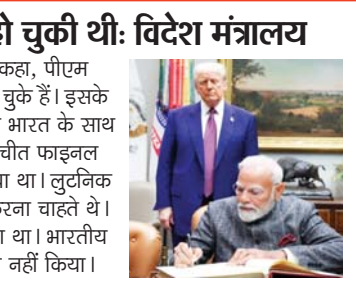 हो चुकी थी: विदेश मंत्रालय
कहा, पीएम
चुके हैं। इसके
भारत के साथ
चीत फाइनल
था। लुटनिक
करना चाहते थे।
था। भारतीय
नहीं किया।